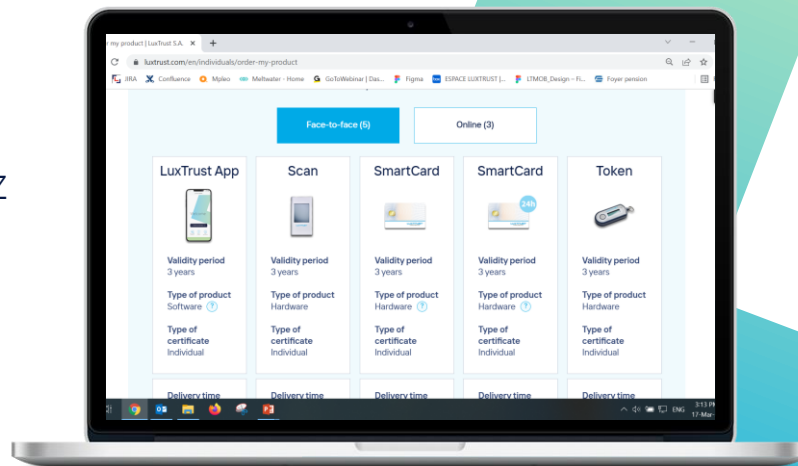 r my product | LuxTrust S.A.
luxtrust.com/en/individuals/order-my-product
JIRA Confluence Mpleo Meltwater - Home GoToWebinar | Das... Figma ESPACE LUXTRUST |... LTMOB_Design – Fi... Foyer pension
Face-to-face (5) Online (3)
LuxTrust App Scan SmartCard SmartCard Token
24h
Validity period Validity period Validity period Validity period Validity period
3 years 3 years 3 years 3 years 3 years
Type of product Type of product Type of product Type of product Type of product
Software ? Hardware Hardware ? Hardware ? Hardware
Type of Type of Type of Type of Type of
certificate certificate certificate certificate certificate
Individual Individual Individual Individual Individual
Delivery time Delivery time Delivery time Delivery time Delivery time
ENG 3:13 PM
17-Mar-